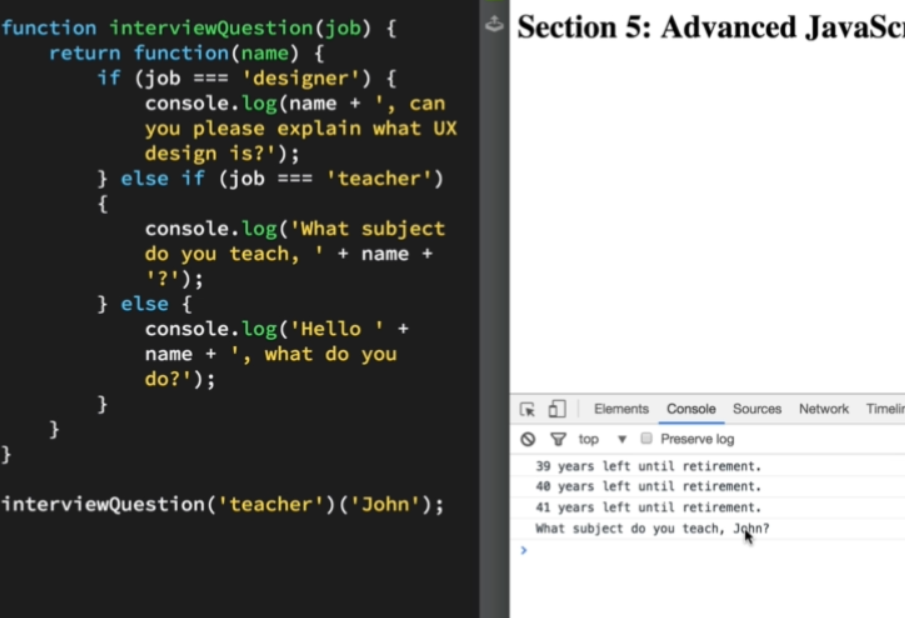 function interviewQuestion(job) {
return function(name) {
if (job === 'designer') {
console.log(name + ', can
you please explain what UX
design is?');
} else if (job === 'teacher')
{
console.log('What subject
do you teach, ' + name +
'?');
} else {
console.log('Hello ' +
name + ', what do you
do?');
}
}
}
interviewQuestion('teacher')('John');
Section 5: Advanced JavaScr
Elements Console Sources Network Timelin
top ▼ Preserve log
39 years left until retirement.
40 years left until retirement.
41 years left until retirement.
What subject do you teach, John?
>